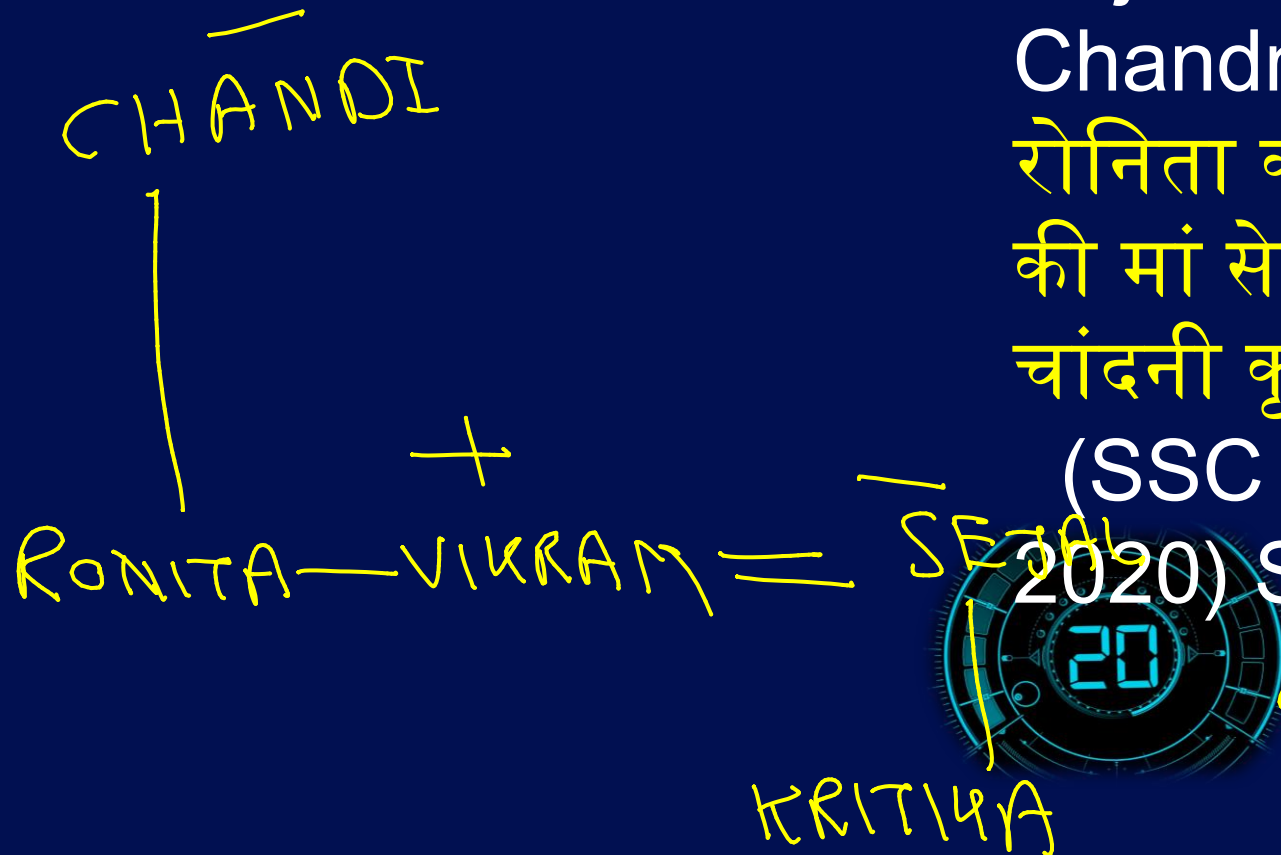 Chandr
CHANDI
रोनिता
की मां से
चांदनी
(SSC
RONITA — VIKRAM = SEJAL
2020) S
20
KRITIKA